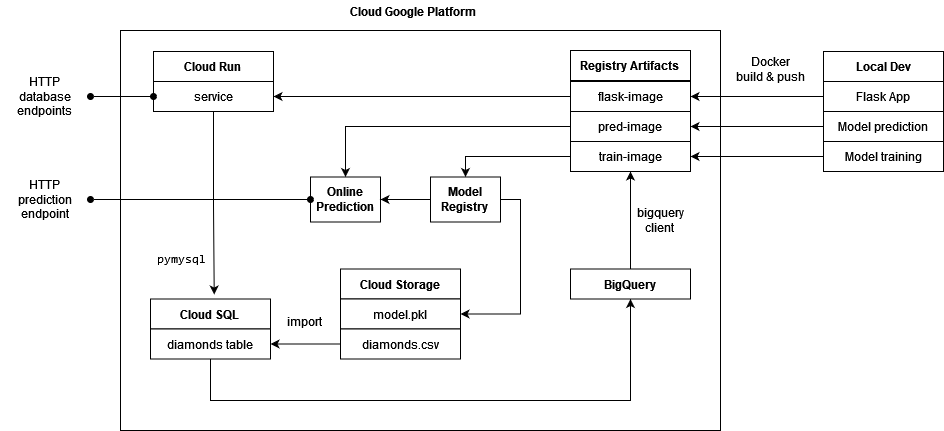 Cloud Google Platform
Cloud Run
service
Registry Artifacts
flask-image
pred-image
train-image
Docker
build & push
Local Dev
Flask App
Model prediction
Model training
HTTP
database
endpoints
HTTP
prediction
endpoint
Online
Prediction
Model
Registry
bigquery
client
pymysql
Cloud SQL
diamonds table
import
Cloud Storage
model.pkl
diamonds.csv
BigQuery